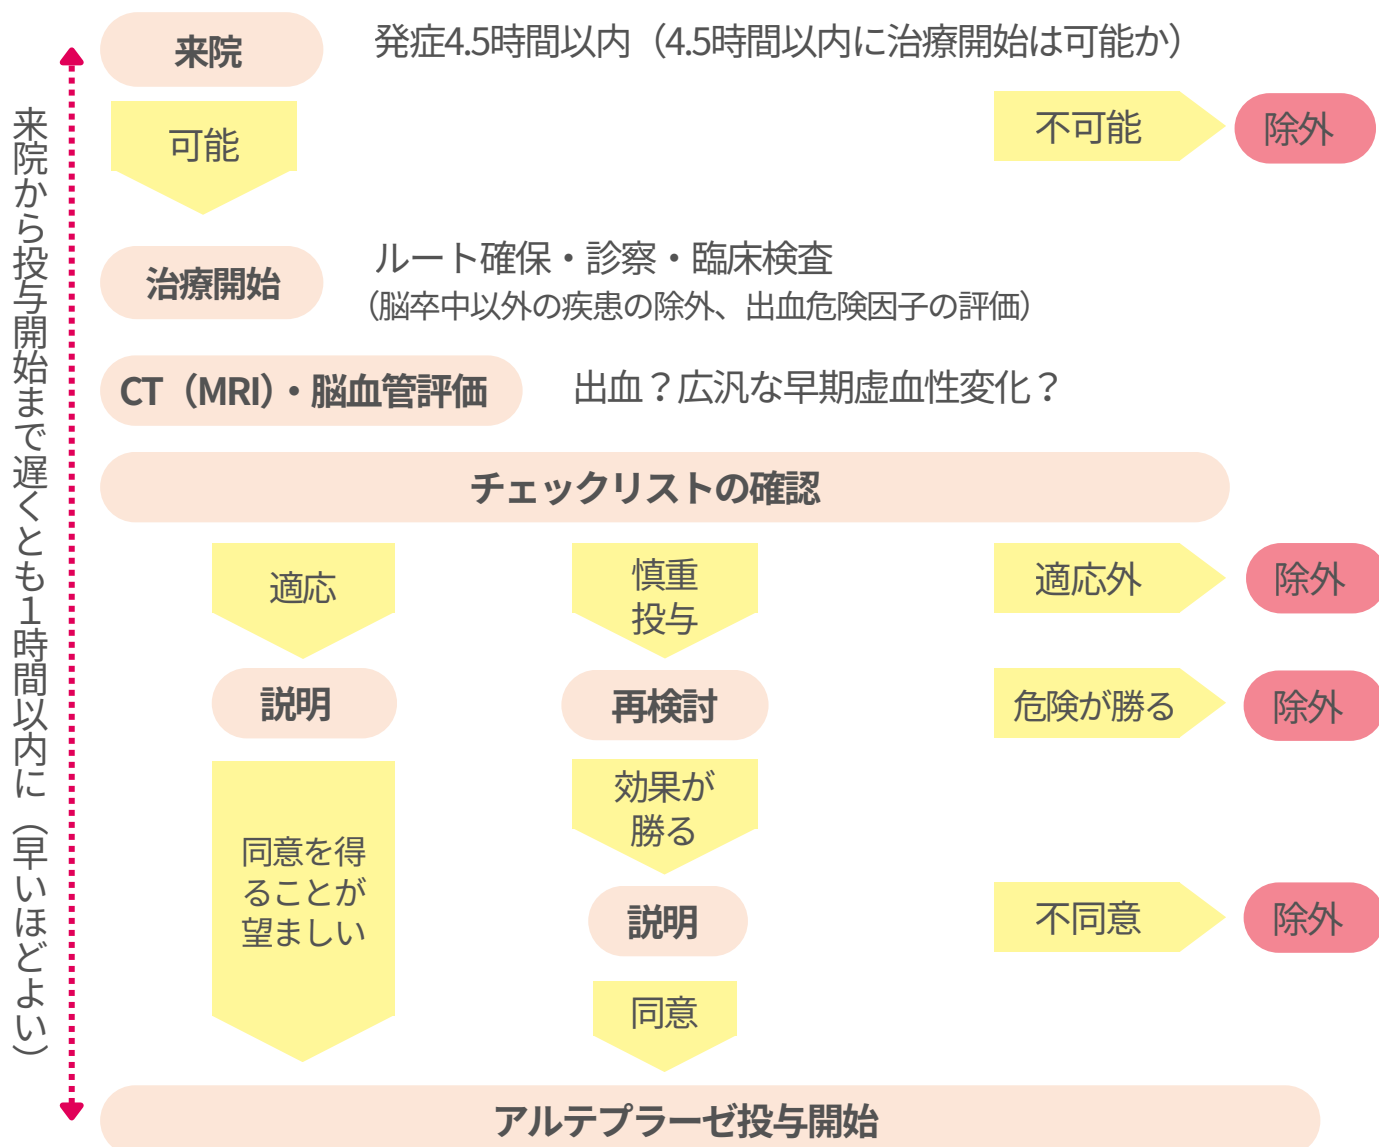 来院
発症4.5時間以内（4.5時間以内に治療開始は可能か）
可能
不可能
除外
来院から投与開始まで遅くとも１時間以内に（早いほどよい）
治療開始
ルート確保・診察・臨床検査
（脳卒中以外の疾患の除外、出血危険因子の評価）
CT（MRI）・脳血管評価
出血？広汎な早期虚血性変化？
チェックリストの確認
適応
慎重
投与
適応外
除外
説明
再検討
危険が勝る
除外
効果が
勝る
同意を得
ることが
望ましい
説明
不同意
除外
同意
アルテプラーゼ投与開始